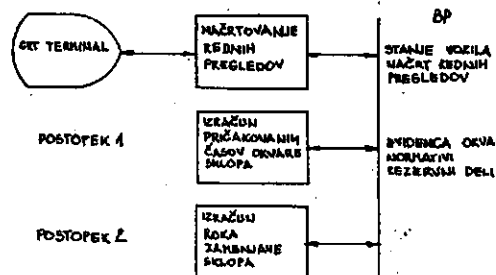 BP
CRT TERMINAL
NAČRTOVANJE
REDNIH
PREGLEDOV
STANJE VOZILA
NAČRT REDNIH
PREGLEDOV
POSTOPEK 1
IZRAČUN
PRIČAKOVANIH
ČASOV OKVARE
SKLOPA
EVIDENCA OKVA
NORMATIVI
REZERVNI DELI
POSTOPEK 2
IZRAČUN
ROKA
ZAMENJAVE
SKLOPA